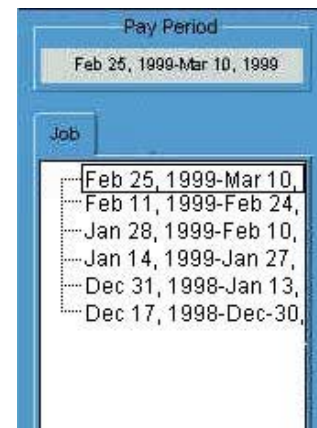 Pay Period
Feb 25, 1999-Mar 10, 1999
Job
Feb 25, 1999-Mar 10,
Feb 11, 1999-Feb 24,
Jan 28, 1999-Feb 10,
Jan 14, 1999-Jan 27,
Dec 31, 1998-Jan 13,
Dec 17, 1998-Dec-30,